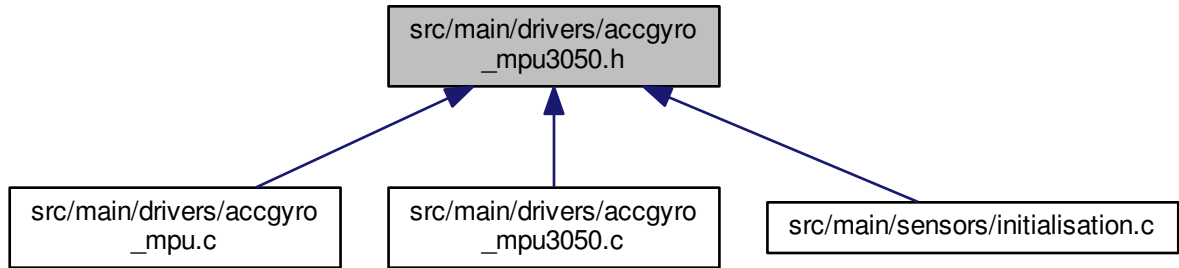 src/main/drivers/accgyro
_mpu3050.h
src/main/drivers/accgyro
_mpu.c
src/main/drivers/accgyro
_mpu3050.c
src/main/sensors/initialisation.c